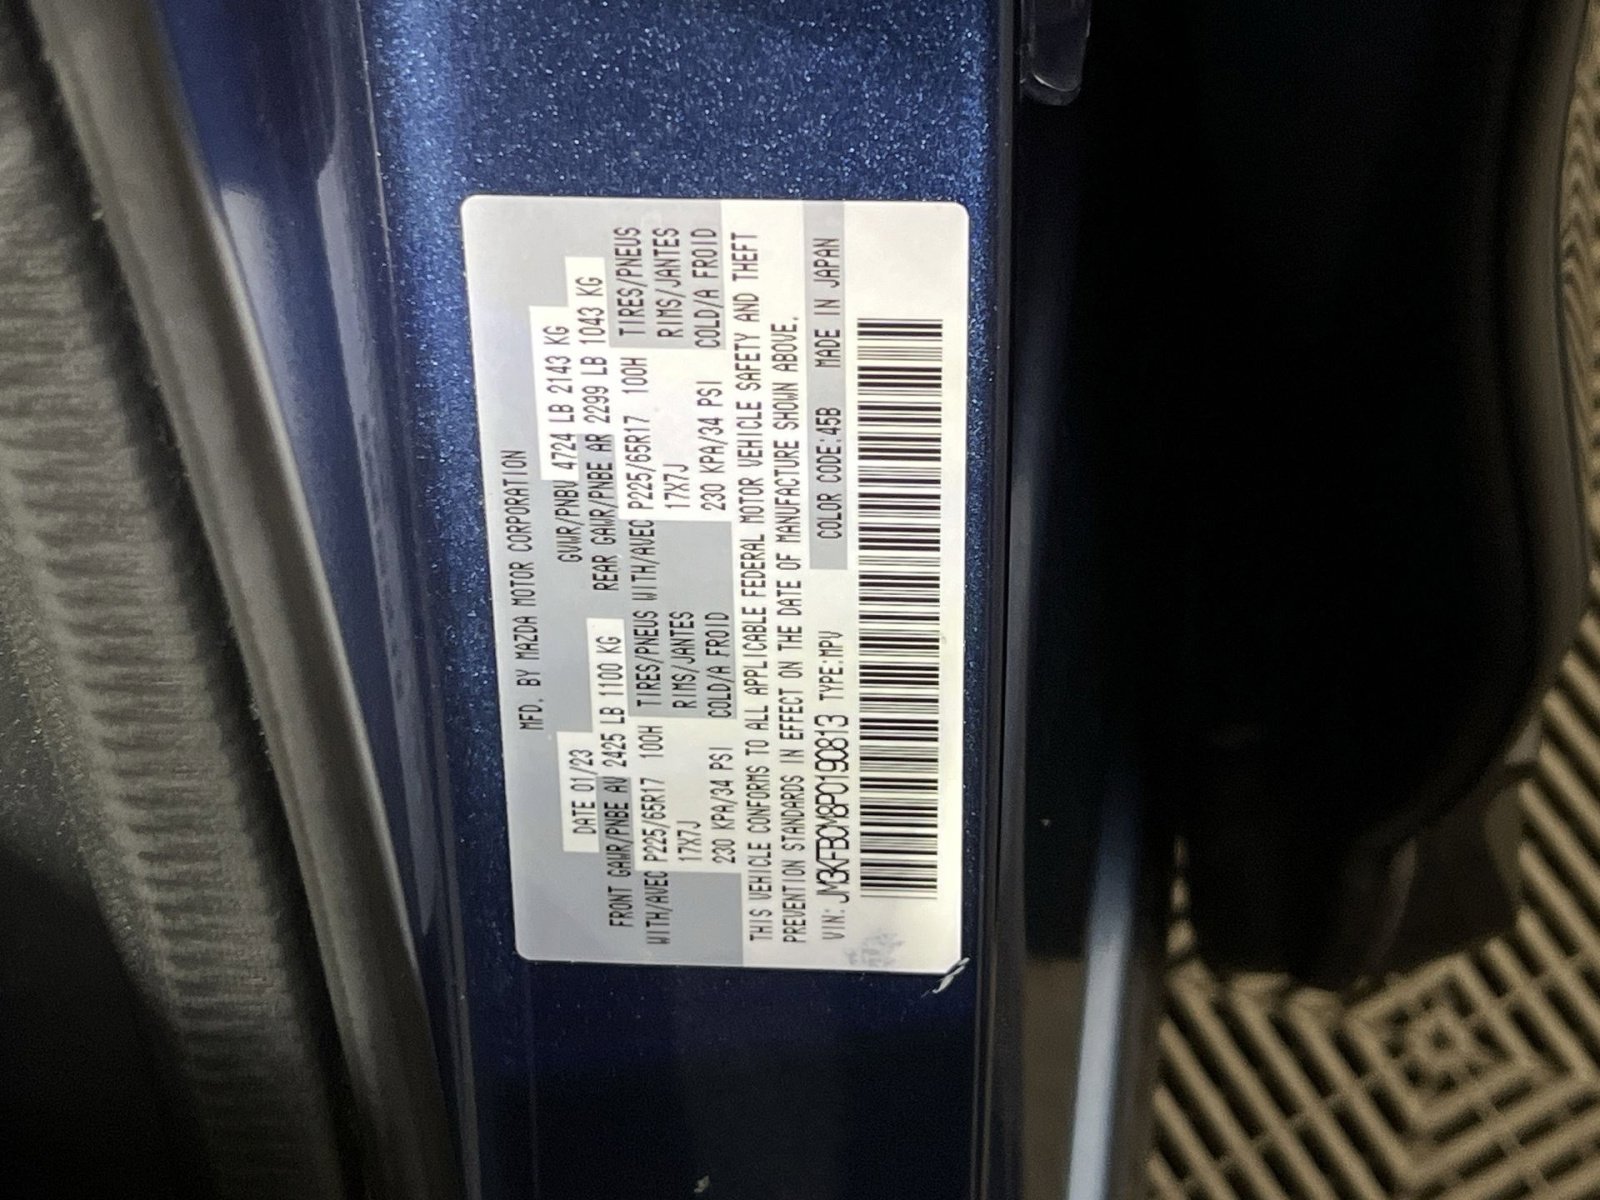 MFD. BY MAZDA MOTOR CORPORATION
DATE 01/23 GVWR/PNBV 4724 LB 2143 KG
FRONT GAWR/PNBE AV 2425 LB 1100 KG REAR GAWR/PNBE AR 2299 LB 1043 KG
WITH/AVEC P225/65R17 100H TIRES/PNEUS WITH/AVEC P225/65R17 100H TIRES/PNEUS
17X7J RIMS/JANTES 17X7J RIMS/JANTES
230 KPA/34 PSI COLD/A FROID 230 KPA/34 PSI COLD/A FROID
THIS VEHICLE CONFORMS TO ALL APPLICABLE FEDERAL MOTOR VEHICLE SAFETY AND THEFT
PREVENTION STANDARDS IN EFFECT ON THE DATE OF MANUFACTURE SHOWN ABOVE.
VIN: JM3KFBCM8P0190813 TYPE:MPV COLOR CODE:45B MADE IN JAPAN